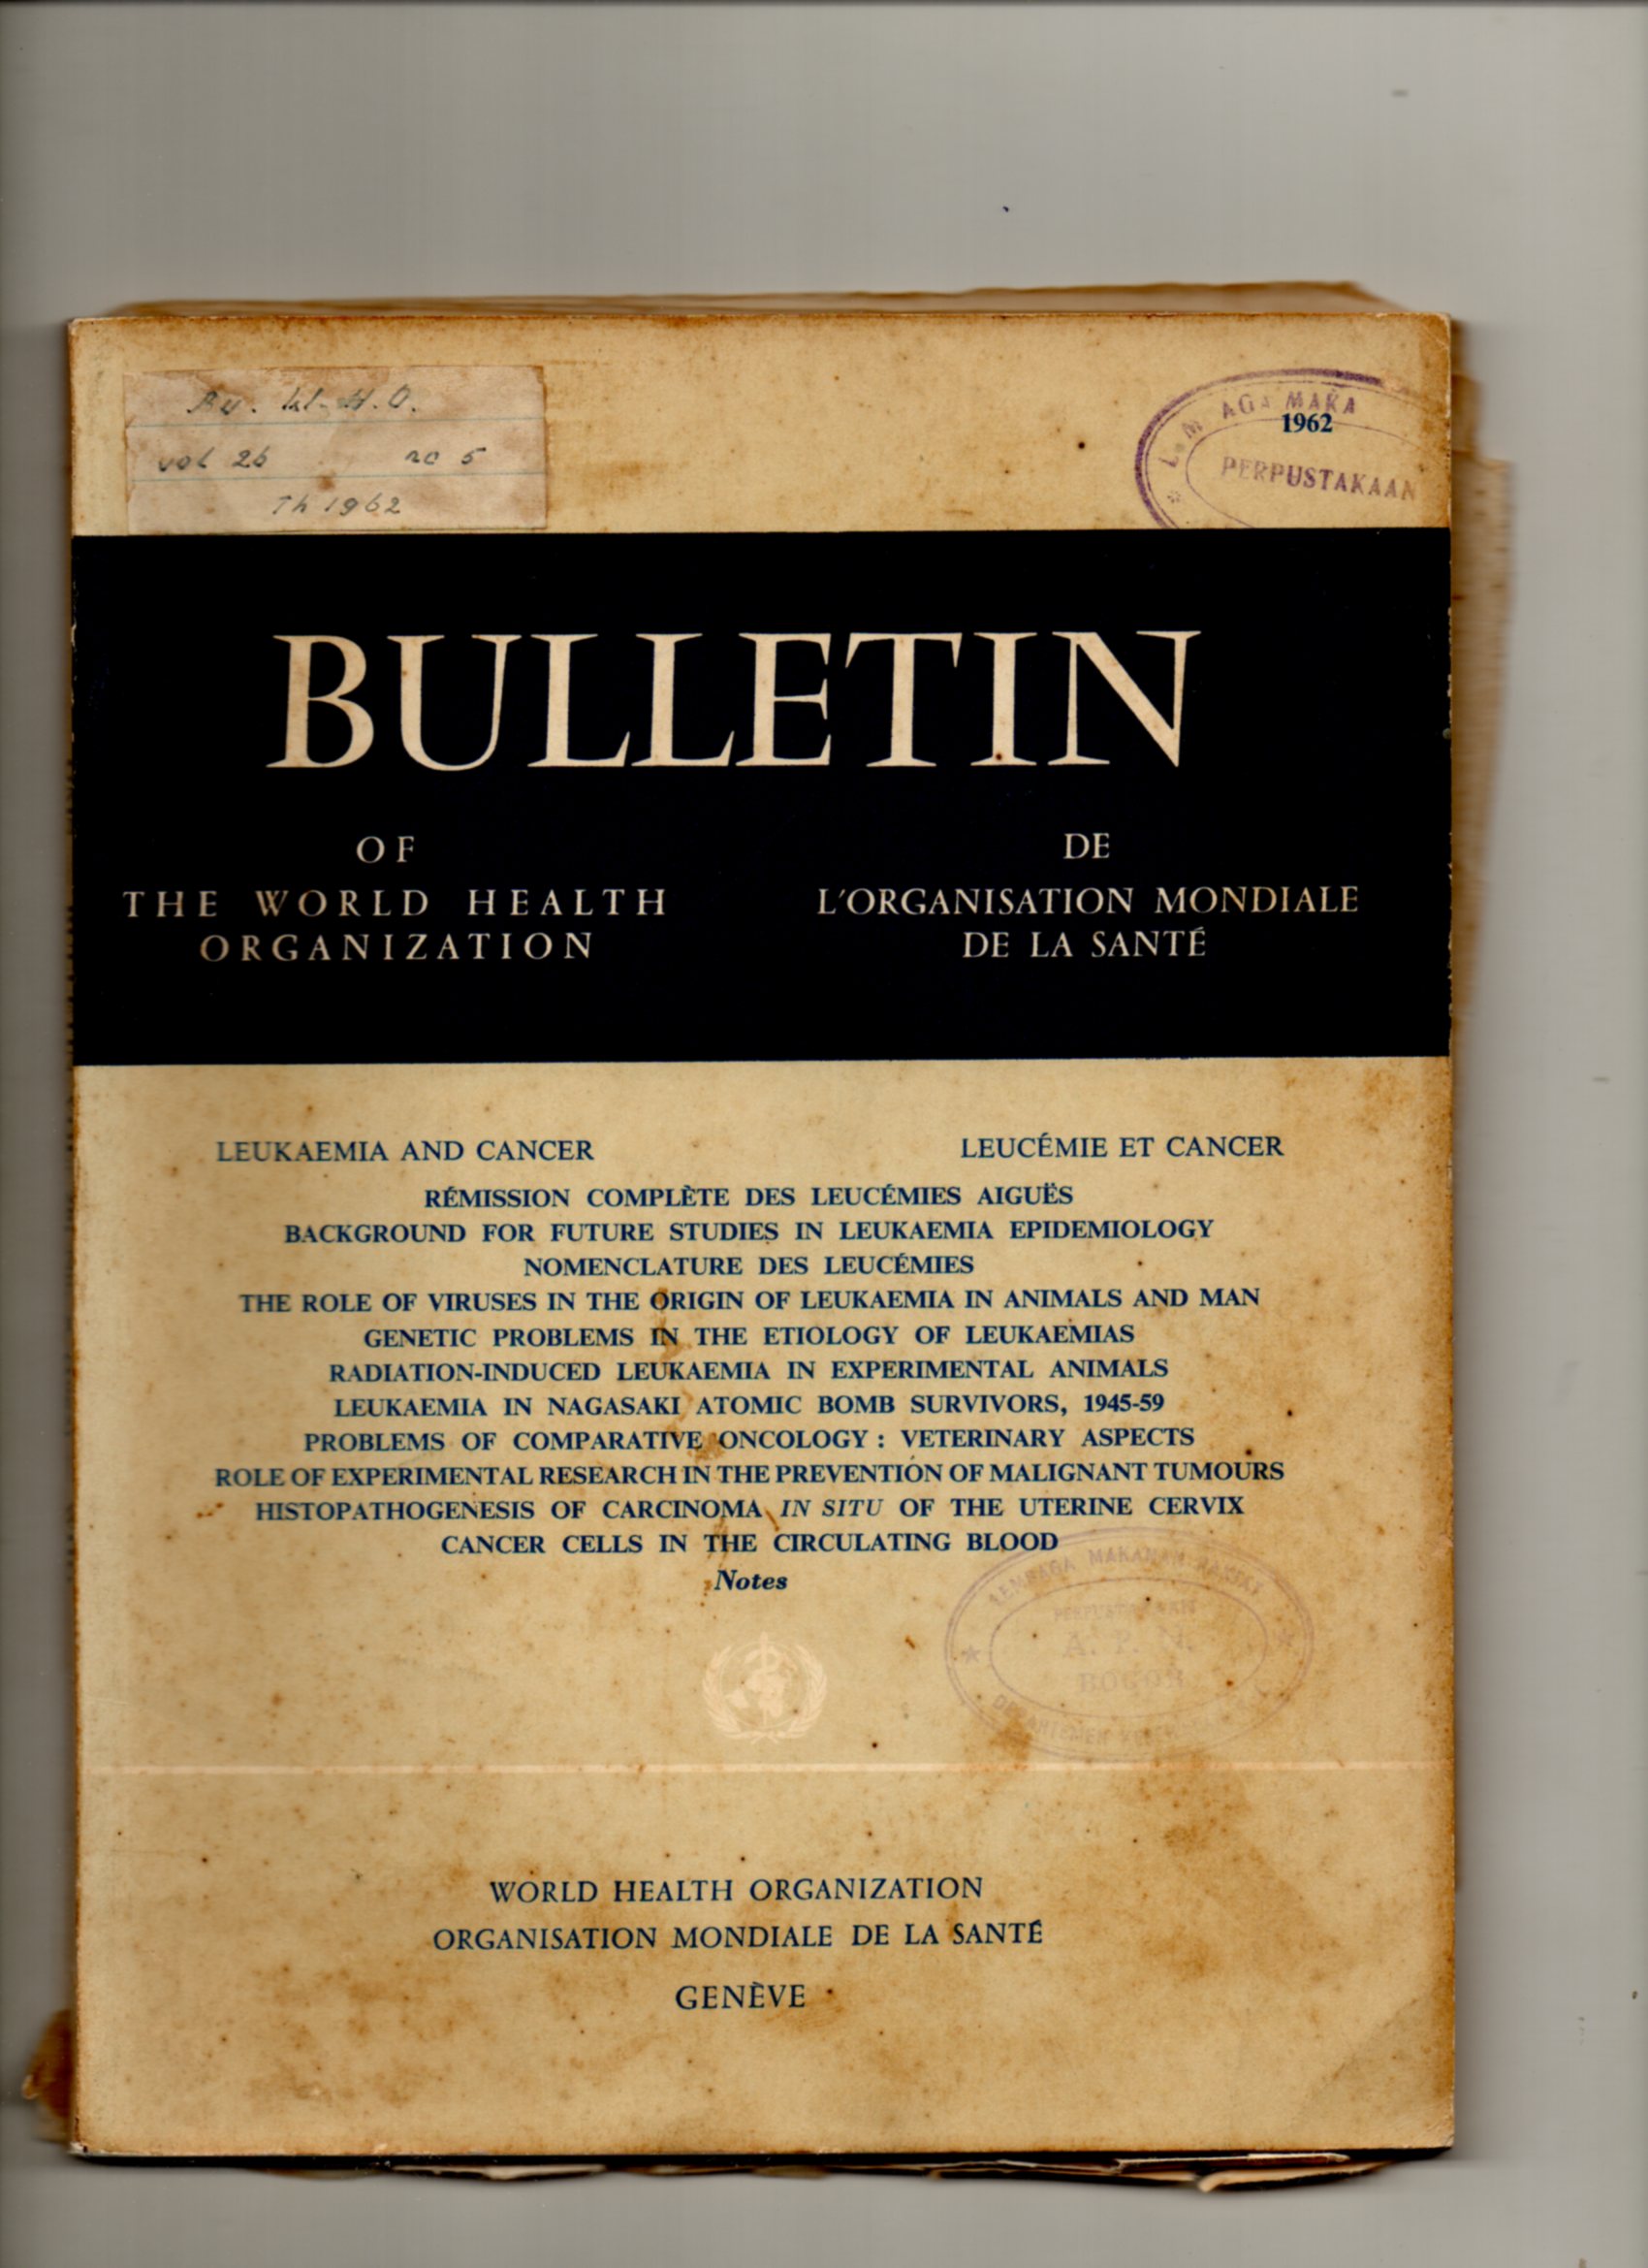 vol 26 no 5
Th 1962
1962
PERPUSTAKAAN
BULLETIN
OF
THE WORLD HEALTH
ORGANIZATION
DE
L'ORGANISATION MONDIALE
DE LA SANTÉ
LEUKAEMIA AND CANCER
LEUCÉMIE ET CANCER
RÉMISSION COMPLÈTE DES LEUCÉMIES AIGUËS
BACKGROUND FOR FUTURE STUDIES IN LEUKAEMIA EPIDEMIOLOGY
NOMENCLATURE DES LEUCÉMIES
THE ROLE OF VIRUSES IN THE ORIGIN OF LEUKAEMIA IN ANIMALS AND MAN
GENETIC PROBLEMS IN THE ETIOLOGY OF LEUKAEMIAS
RADIATION-INDUCED LEUKAEMIA IN EXPERIMENTAL ANIMALS
LEUKAEMIA IN NAGASAKI ATOMIC BOMB SURVIVORS, 1945-59
PROBLEMS OF COMPARATIVE ONCOLOGY : VETERINARY ASPECTS
ROLE OF EXPERIMENTAL RESEARCH IN THE PREVENTION OF MALIGNANT TUMOURS
HISTOPATHOGENESIS OF CARCINOMA IN SITU OF THE UTERINE CERVIX
CANCER CELLS IN THE CIRCULATING BLOOD
Notes
BOGOR
WORLD HEALTH ORGANIZATION
ORGANISATION MONDIALE DE LA SANTÉ
GENÈVE